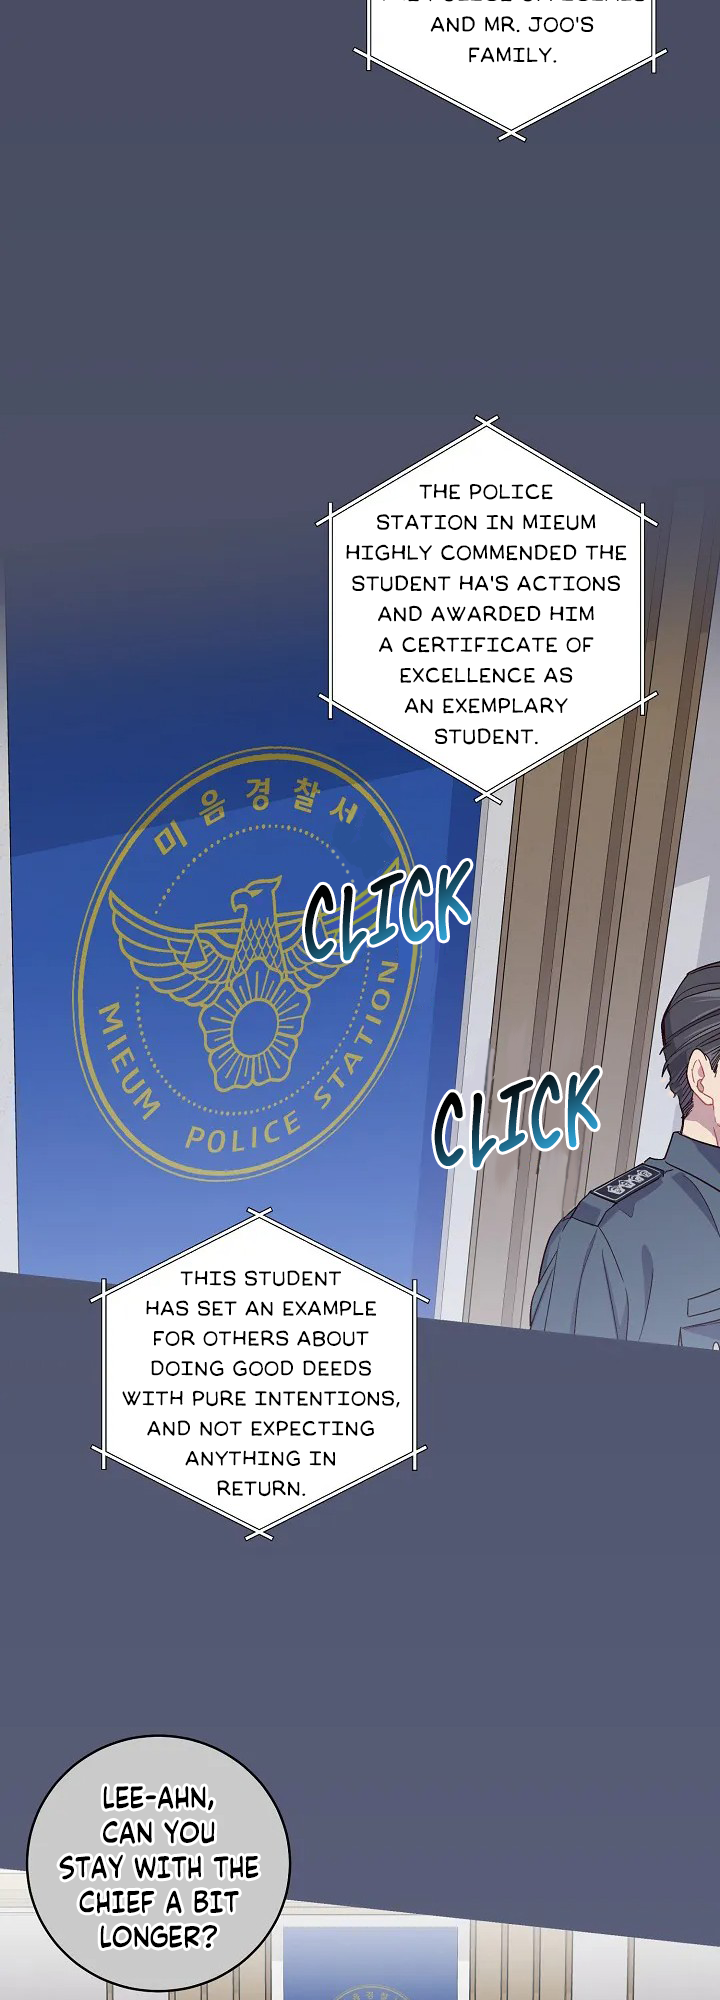 AND MR. JOO'S
FAMILY.
THE POLICE
STATION IN MIEUM
HIGHLY COMMENDED THE
STUDENT HA'S ACTIONS
AND AWARDED HIM
A CERTIFICATE OF
EXCELLENCE AS
AN EXEMPLARY
STUDENT.
미음경찰서
CLICK
MIEUM POLICE STATION
CLICK
THIS STUDENT
HAS SET AN EXAMPLE
FOR OTHERS ABOUT
DOING GOOD DEEDS
WITH PURE INTENTIONS,
AND NOT EXPECTING
ANYTHING IN
RETURN.
LEE-AHN,
CAN YOU
STAY WITH THE
CHIEF A BIT
LONGER?